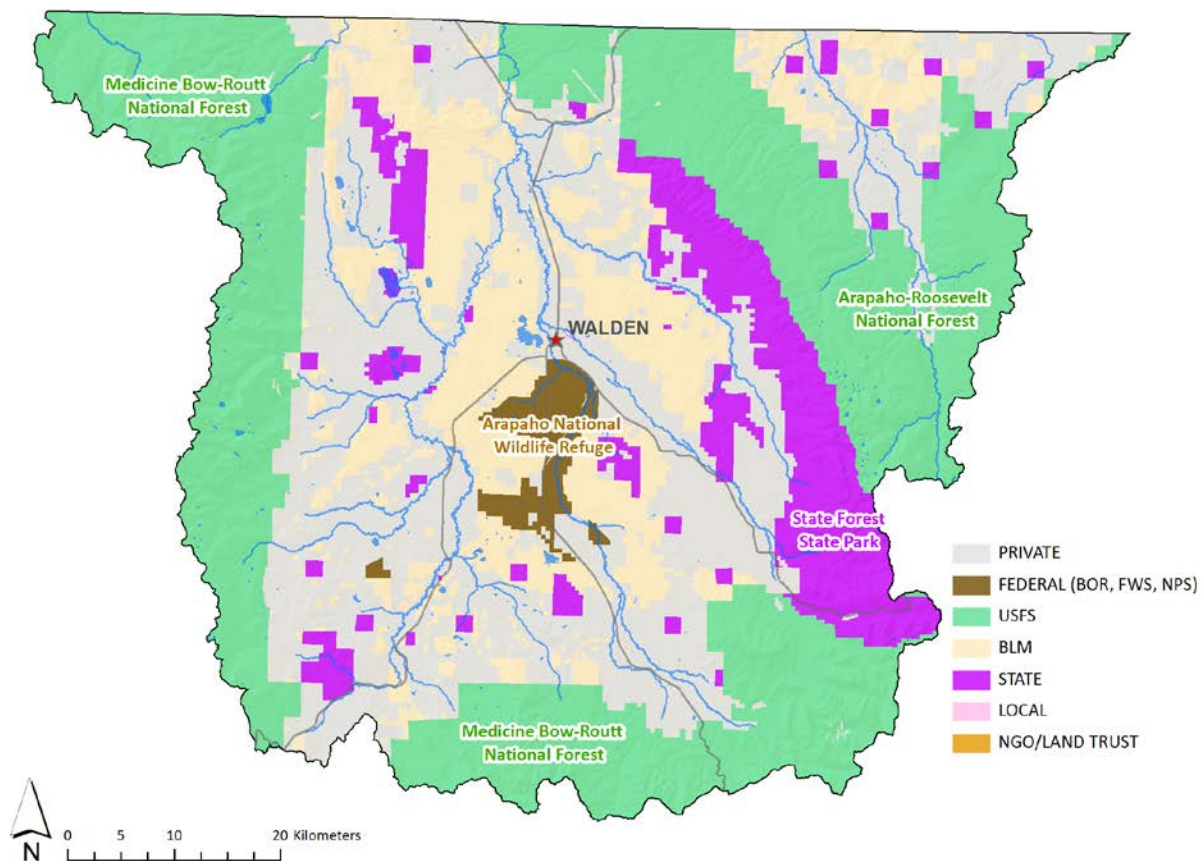 Medicine Bow-Routt
National Forest
WALDEN
Arapaho-Roosevelt
National Forest
Arapaho National
Wildlife Refuge
State Forest
State Park
Medicine Bow-Routt
National Forest
PRIVATE
FEDERAL (BOR, FWS, NPS)
USFS
BLM
STATE
LOCAL
NGO/LAND TRUST
N
0 5 10 20 Kilometers